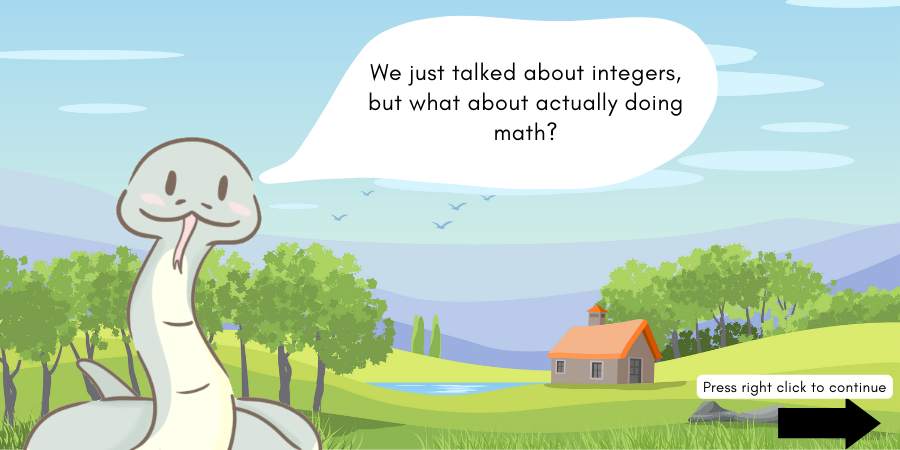 We just talked about integers,
but what about actually doing
math?
Press right click to continue